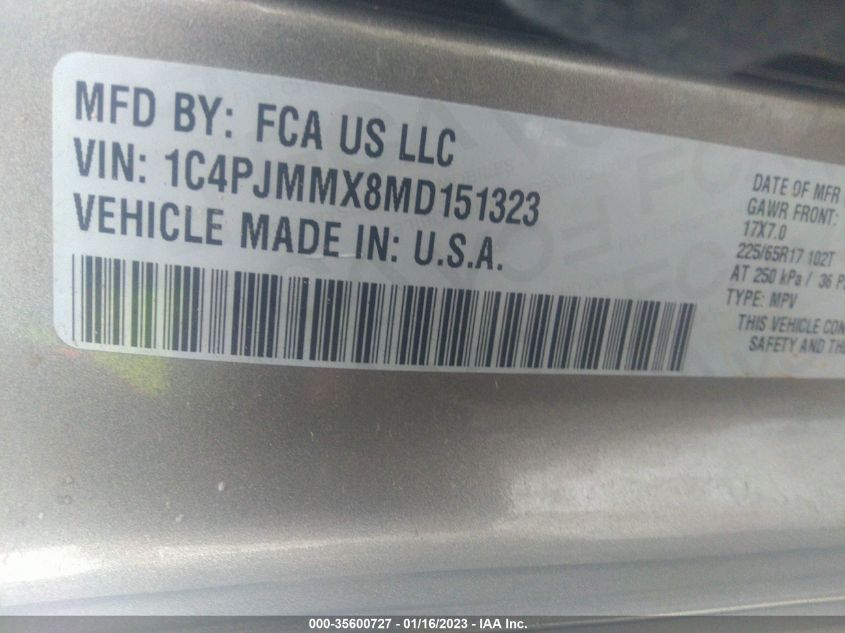 MFD BY: FCA US LLC
VIN: 1C4PJMMX8MD151323
VEHICLE MADE IN: U.S.A.
DATE OF MFR
GAWR FRONT:
17X7.0
225/65R17 102T
AT 250 kPa / 36 P
TYPE: MPV
THIS VEHICLE CON
SAFETY AND TH
000-35600727 - 01/16/2023 - IAA Inc.